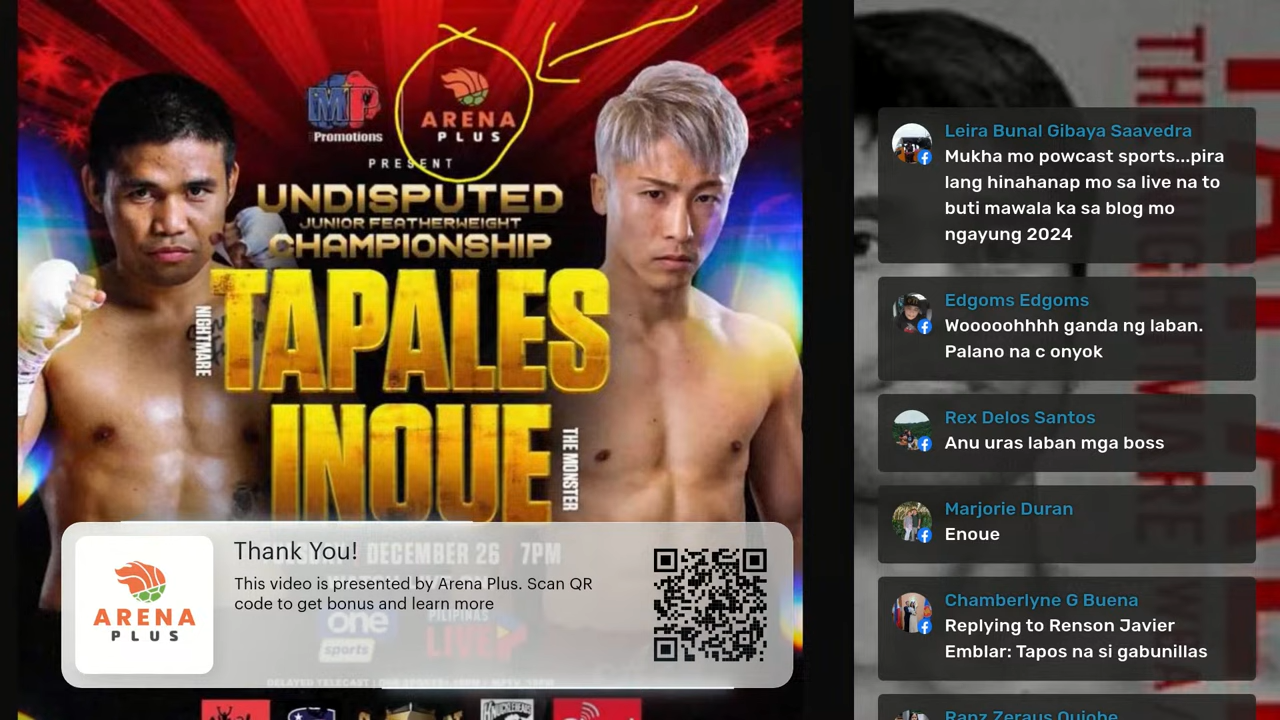 MP
Promotions
ARENA
PLUS
PRESENT
UNDISPUTED
JUNIOR FEATHERWEIGHT
CHAMPIONSHIP
NIGHTMARE
TAPALES
INOUE
THE MONSTER
DECEMBER 26 7PM
Thank You!
This video is presented by Arena Plus. Scan QR
code to get bonus and learn more
ARENA
PLUS
one
sports
PILIPINAS
LIVE
Leira Bunal Gibaya Saavedra
Mukha mo powcast sports...pira
lang hinahanap mo sa live na to
buti mawala ka sa blog mo
ngayung 2024
Edgoms Edgoms
Wooooohhhh ganda ng laban.
Palano na c onyok
Rex Delos Santos
Anu uras laban mga boss
Marjorie Duran
Enoue
Chamberlyne G Buena
Replying to Renson Javier
Emblar: Tapos na si gabunillas